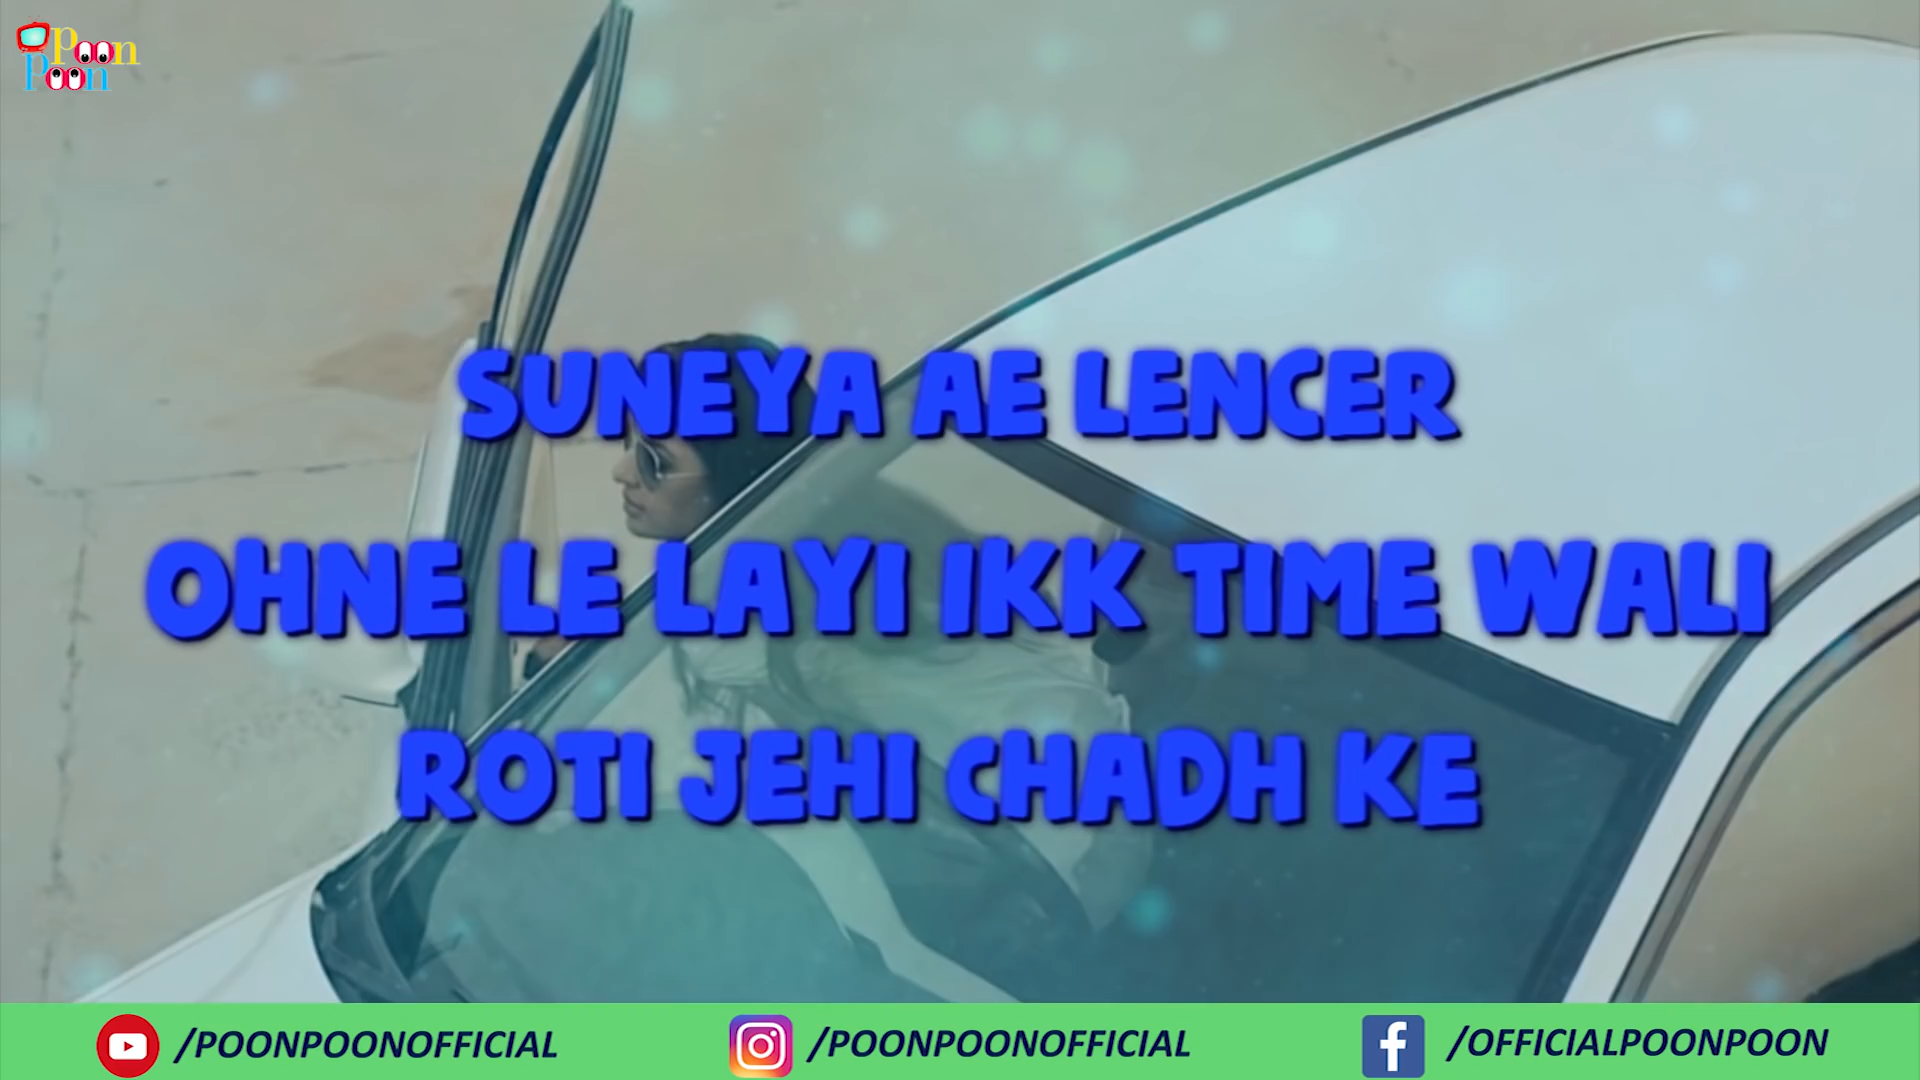 Poon
Poon
SUNEYA AE LENCER
OHNE LE LAYI IKK TIME WALI
ROTI JEHI CHADH KE
/POONPOONOFFICIAL
/POONPOONOFFICIAL
/OFFICIALPOONPOON